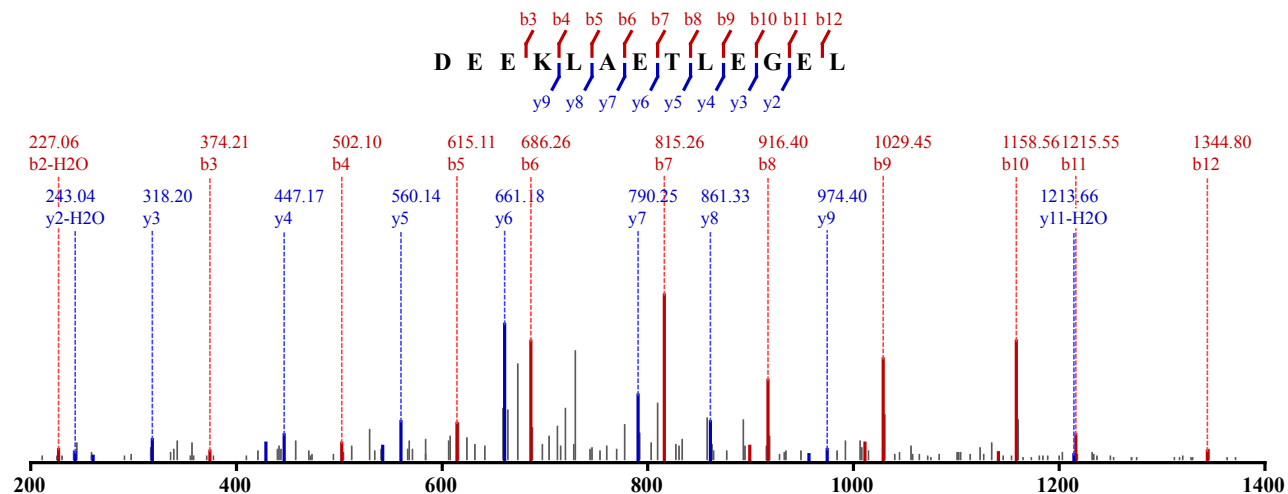 b3 b4 b5 b6 b7 b8 b9 b10 b11 b12
D E E K L A E T L E G E L
y9 y8 y7 y6 y5 y4 y3 y2
227.06 374.21 502.10 615.11 686.26 815.26 916.40 1029.45 1158.56 1215.55 1344.80
b2-H2O b3 b4 b5 b6 b7 b8 b9 b10 b11 b12
243.04 318.20 447.17 560.14 661.18 790.25 861.33 974.40 1213.66
y2-H2O y3 y4 y5 y6 y7 y8 y9 y11-H2O
200 400 600 800 1000 1200 1400